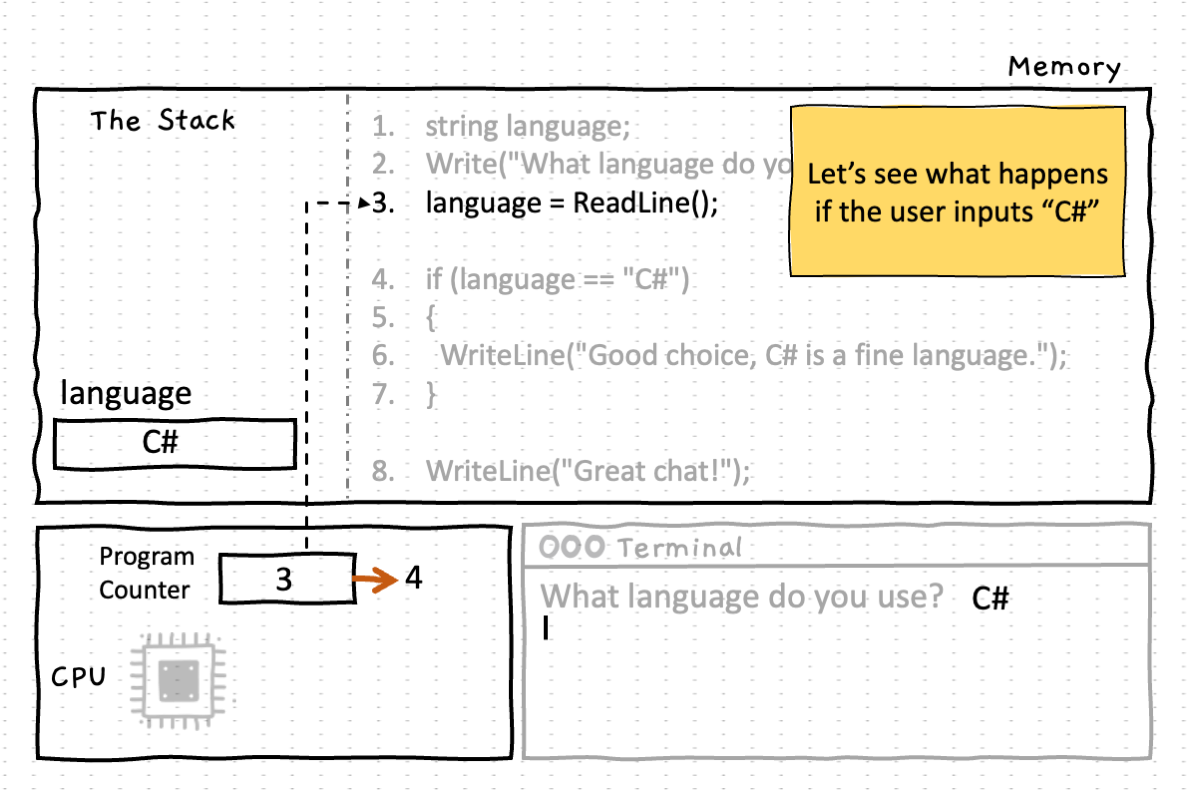 Memory
The Stack
1. string language;
2. Write("What language do yo
3. language = ReadLine();
Let’s see what happens
if the user inputs “C#”
4. if (language == "C#")
5. {
6. WriteLine("Good choice, C# is a fine language.");
7. }
language
C#
8. WriteLine("Great chat!");
Program
Counter
3
4
CPU
Terminal
What language do you use? C#